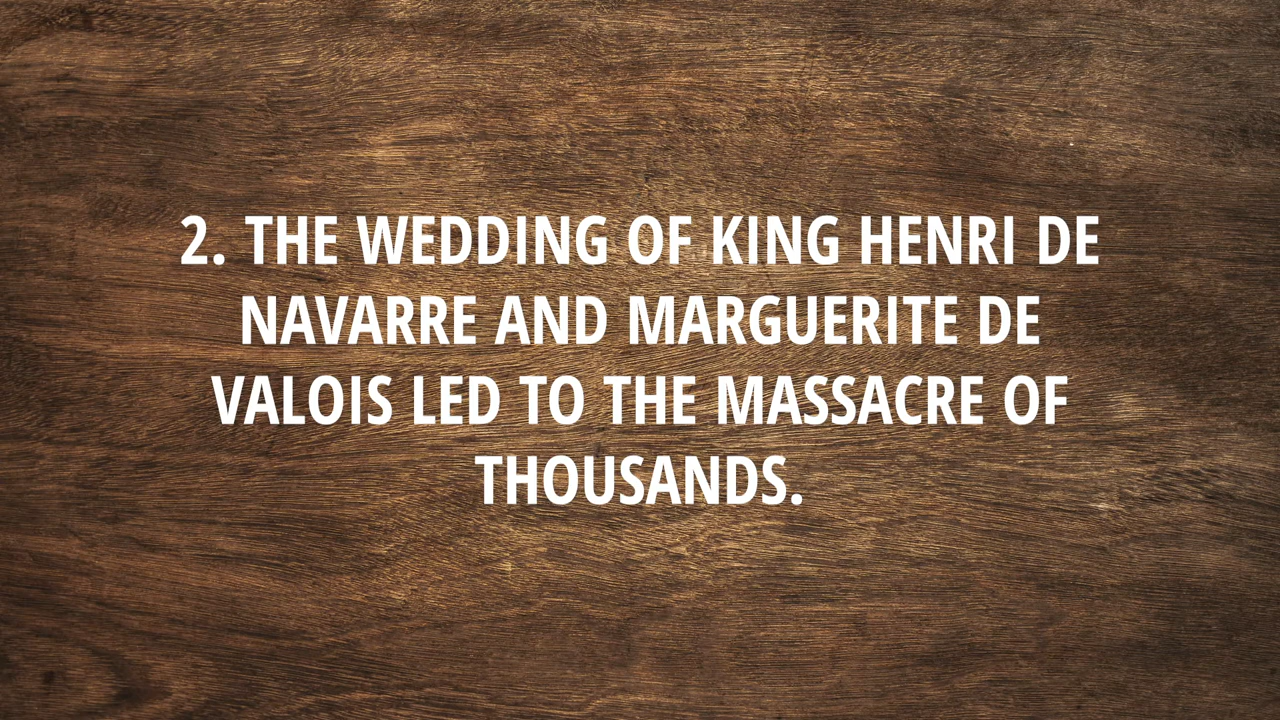 2. THE WEDDING OF KING HENRI DE
NAVARRE AND MARGUERITE DE
VALOIS LED TO THE MASSACRE OF
THOUSANDS.